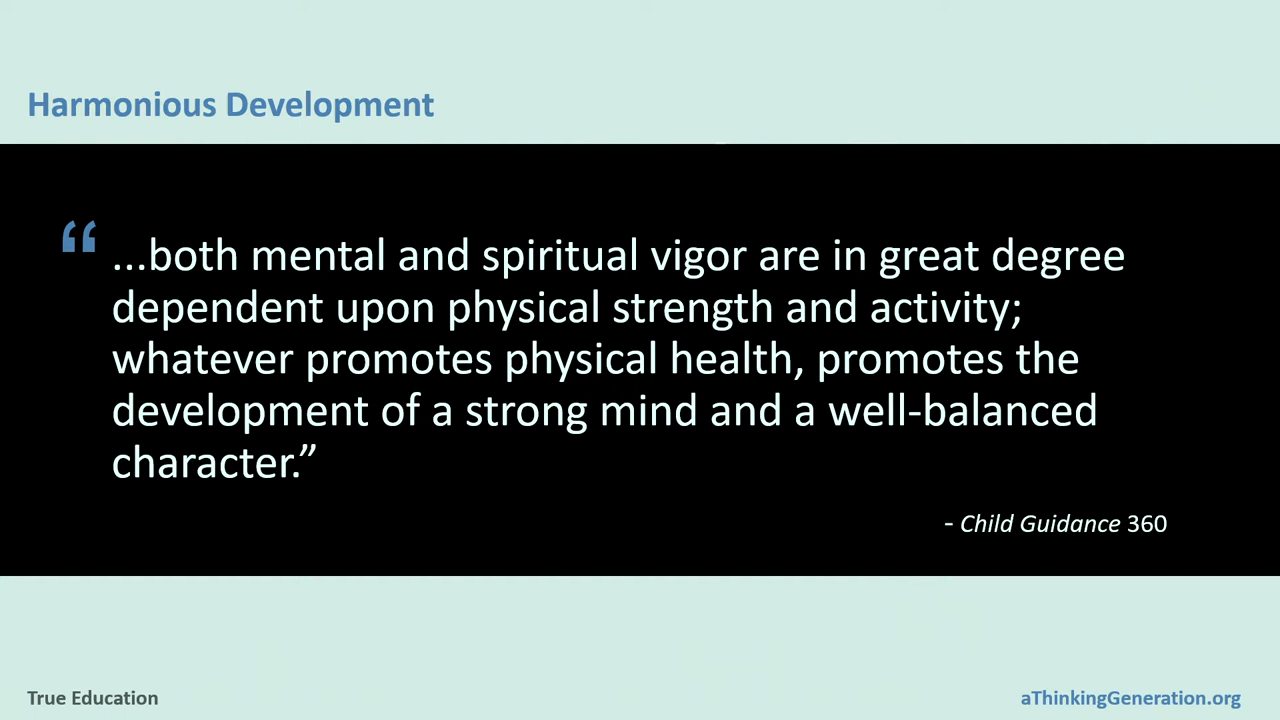 Harmonious Development
“ ...both mental and spiritual vigor are in great degree
dependent upon physical strength and activity;
whatever promotes physical health, promotes the
development of a strong mind and a well-balanced
character.”
- Child Guidance 360
True Education
aThinkingGeneration.org